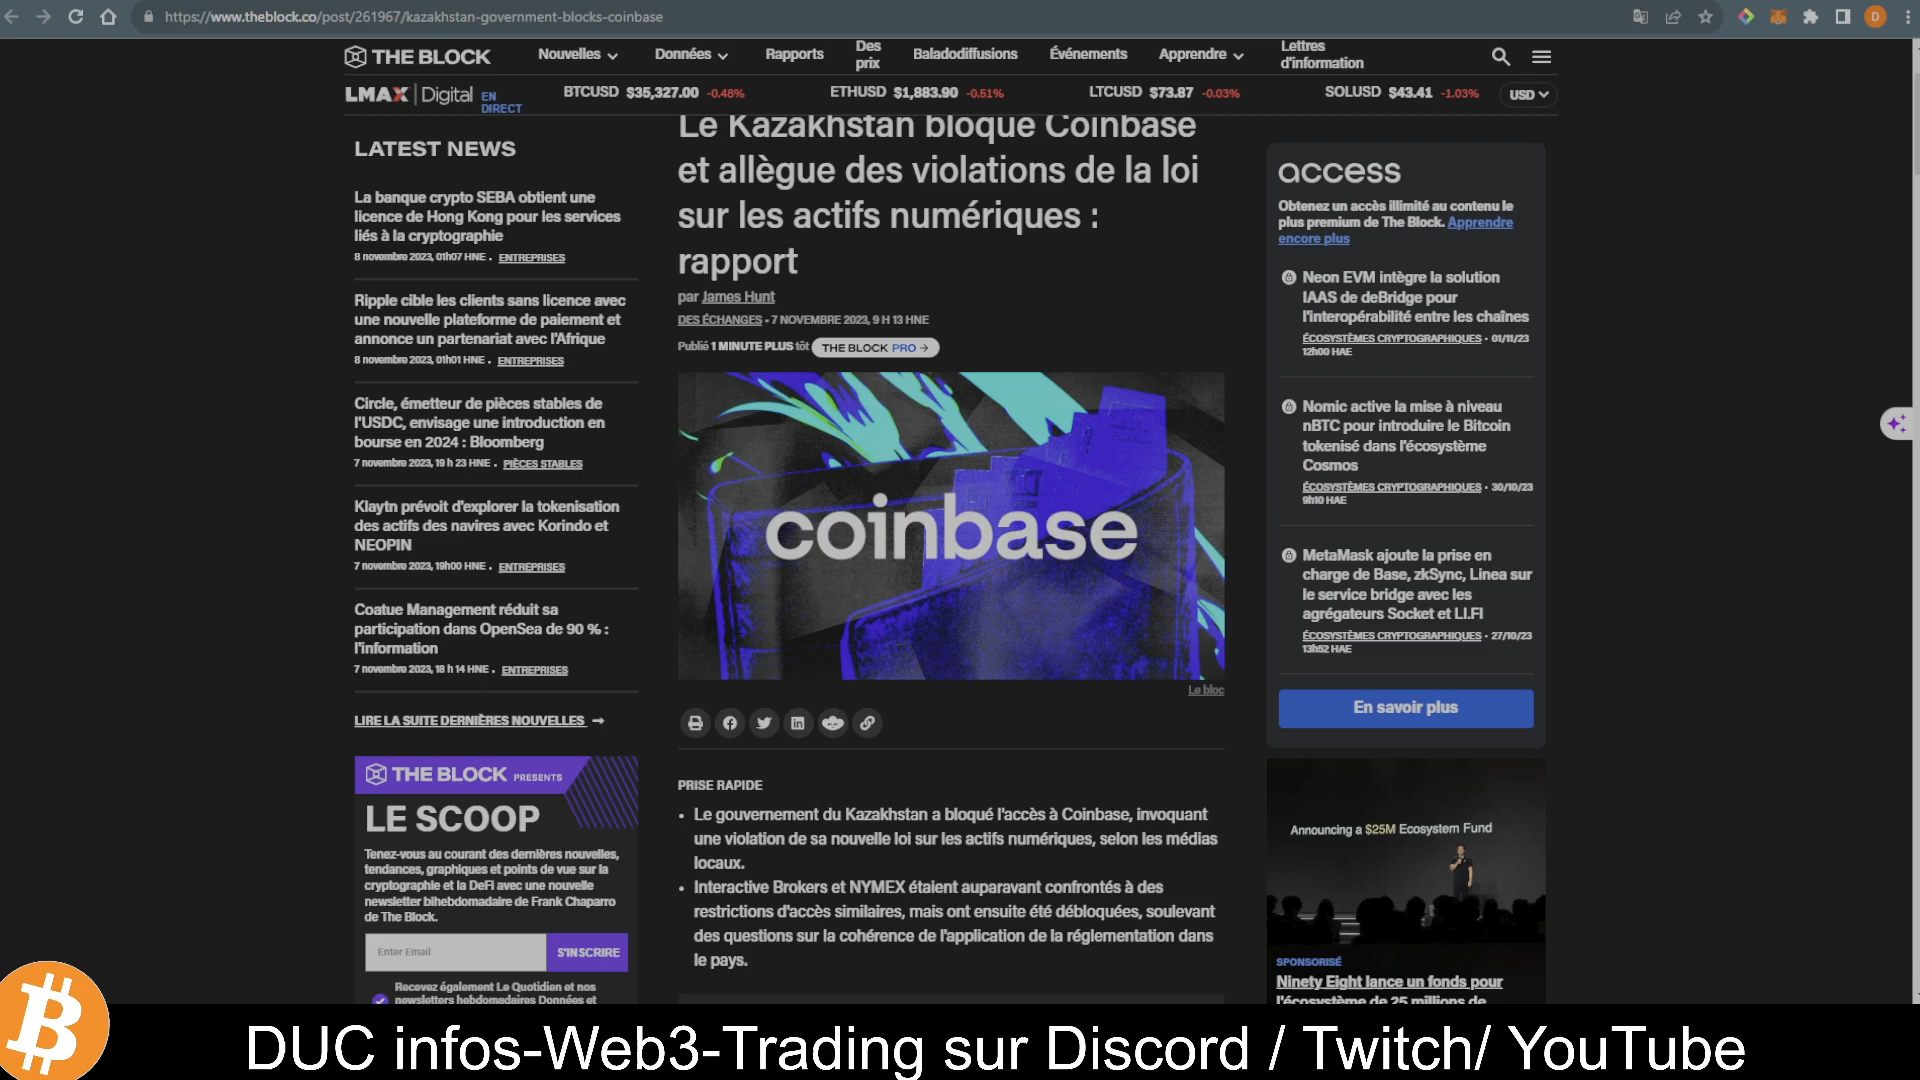 https://www.theblock.co/post/261967/kazakhstan-government-blocks-coinbase
D
THE BLOCK
Nouvelles
Données
Rapports
Des
prix
Baladodiffusions
Événements
Apprendre
Lettres
d'information
LMAX Digital
EN
DIRECT
BTCUSD $35,327.00 -0.48%
ETHUSD $1,883.90 -0.51%
LTCUSD $73.87 -0.03%
SOLUSD $43.41 -1.03%
USD
LATEST NEWS
La banque crypto SEBA obtient une
licence de Hong Kong pour les services
liés à la cryptographie
8 novembre 2023, 01h07 HNE • ENTREPRISES
Ripple cible les clients sans licence avec
une nouvelle plateforme de paiement et
annonce un partenariat avec l'Afrique
8 novembre 2023, 01h01 HNE • ENTREPRISES
Circle, émetteur de pièces stables de
l'USDC, envisage une introduction en
bourse en 2024 : Bloomberg
7 novembre 2023, 19 h 23 HNE • PIÈCES STABLES
Klaytn prévoit d'explorer la tokenisation
des actifs des navires avec Korindo et
NEOPIN
7 novembre 2023, 19h00 HNE • ENTREPRISES
Coatue Management réduit sa
participation dans OpenSea de 90 % :
l'information
7 novembre 2023, 18 h 14 HNE • ENTREPRISES
LIRE LA SUITE DERNIÈRES NOUVELLES →
THE BLOCK PRESENTS
LE SCOOP
Tenez-vous au courant des dernières nouvelles,
tendances, graphiques et points de vue sur la
cryptographie et la DeFi avec une nouvelle
newsletter bihebdomadaire de Frank Chaparro
de The Block.
Enter Email
S'INSCRIRE
Recevez également Le Quotidien et nos
newsletters hebdomadaires Données et
Le Kazakhstan bloque Coinbase
et allègue des violations de la loi
sur les actifs numériques :
rapport
par James Hunt
DES ÉCHANGES • 7 NOVEMBRE 2023, 9 H 13 HNE
Publié 1 MINUTE PLUS tôt THE BLOCK PRO →
coinbase
Le bloc
PRISE RAPIDE
• Le gouvernement du Kazakhstan a bloqué l'accès à Coinbase, invoquant
une violation de sa nouvelle loi sur les actifs numériques, selon les médias
locaux.
• Interactive Brokers et NYMEX étaient auparavant confrontés à des
restrictions d'accès similaires, mais ont ensuite été débloquées, soulevant
des questions sur la cohérence de l'application de la réglementation dans
le pays.
access
Obtenez un accès illimité au contenu le
plus premium de The Block. Apprendre
encore plus
Neon EVM intègre la solution
IAAS de deBridge pour
l'interopérabilité entre les chaînes
ÉCOSYSTÈMES CRYPTOGRAPHIQUES • 01/11/23
12h00 HAE
Nomic active la mise à niveau
nBTC pour introduire le Bitcoin
tokenisé dans l'écosystème
Cosmos
ÉCOSYSTÈMES CRYPTOGRAPHIQUES • 30/10/23
9h10 HAE
MetaMask ajoute la prise en
charge de Base, zkSync, Linea sur
le service bridge avec les
agrégateurs Socket et LI.FI
ÉCOSYSTÈMES CRYPTOGRAPHIQUES • 27/10/23
13h52 HAE
En savoir plus
Announcing a $25M Ecosystem Fund
SPONSORISÉ
Ninety Eight lance un fonds pour
l'écosystème de 25 millions de
DUC infos-Web3-Trading sur Discord / Twitch/ YouTube